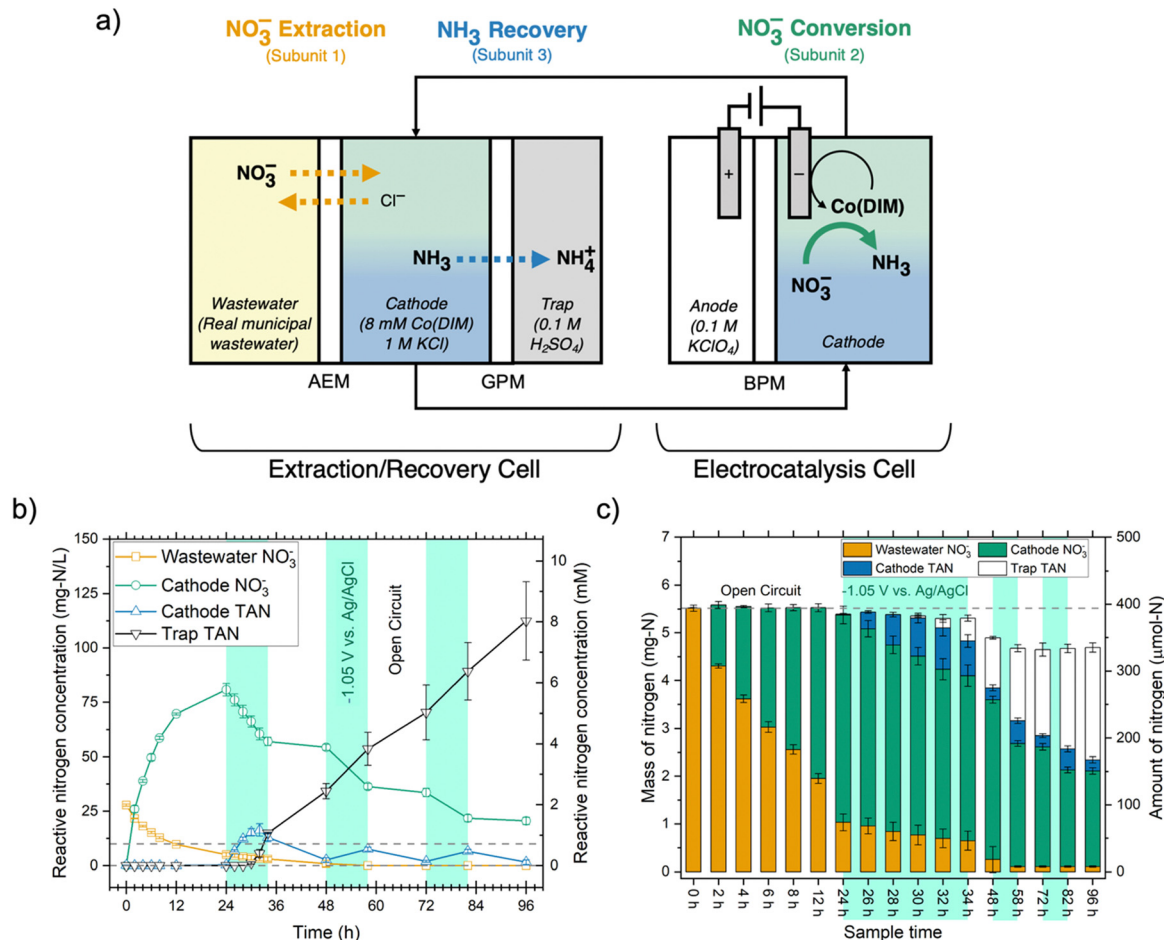 a)
NO₃⁻ Extraction
(Subunit 1)
NH₃ Recovery
(Subunit 3)
NO₃⁻ Conversion
(Subunit 2)
NO₃⁻
Cl⁻
NH₃
NH₄⁺
Wastewater
(Real municipal
wastewater)
Cathode
(8 mM Co(DIM)
1 M KCl)
Trap
(0.1 M
H₂SO₄)
AEM
GPM
+
−
Co(DIM)
NO₃⁻
NH₃
Anode
(0.1 M
KClO₄)
Cathode
BPM
Extraction/Recovery Cell
Electrocatalysis Cell
b)
Reactive nitrogen concentration (mg-N/L)
150
125
100
75
50
25
0
Wastewater NO₃⁻
Cathode NO₃⁻
Cathode TAN
Trap TAN
-1.05 V vs. Ag/AgCl
Open Circuit
10
8
6
4
2
0
Reactive nitrogen concentration (mM)
0 12 24 36 48 60 72 84 96
Time (h)
c)
Mass of nitrogen (mg-N)
7
6
5
4
3
2
1
0
Wastewater NO₃⁻
Cathode NO₃⁻
Cathode TAN
Trap TAN
Open Circuit
-1.05 V vs. Ag/AgCl
500
400
300
200
100
0
Amount of nitrogen (μmol-N)
0 h 2 h 4 h 6 h 8 h 12 h 24 h 26 h 28 h 30 h 32 h 34 h 48 h 58 h 72 h 82 h 96 h
Sample time